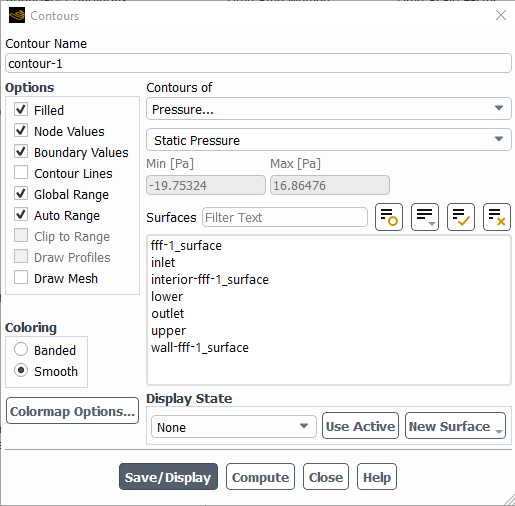 Contours
Contour Name
contour-1
Options
Filled
Node Values
Boundary Values
Contour Lines
Global Range
Auto Range
Clip to Range
Draw Profiles
Draw Mesh
Coloring
Banded
Smooth
Colormap Options...
Contours of
Pressure...
Static Pressure
Min [Pa] Max [Pa]
-19.75324 16.86476
Surfaces Filter Text
fff-1_surface
inlet
interior-fff-1_surface
lower
outlet
upper
wall-fff-1_surface
Display State
None Use Active New Surface
Save/Display Compute Close Help